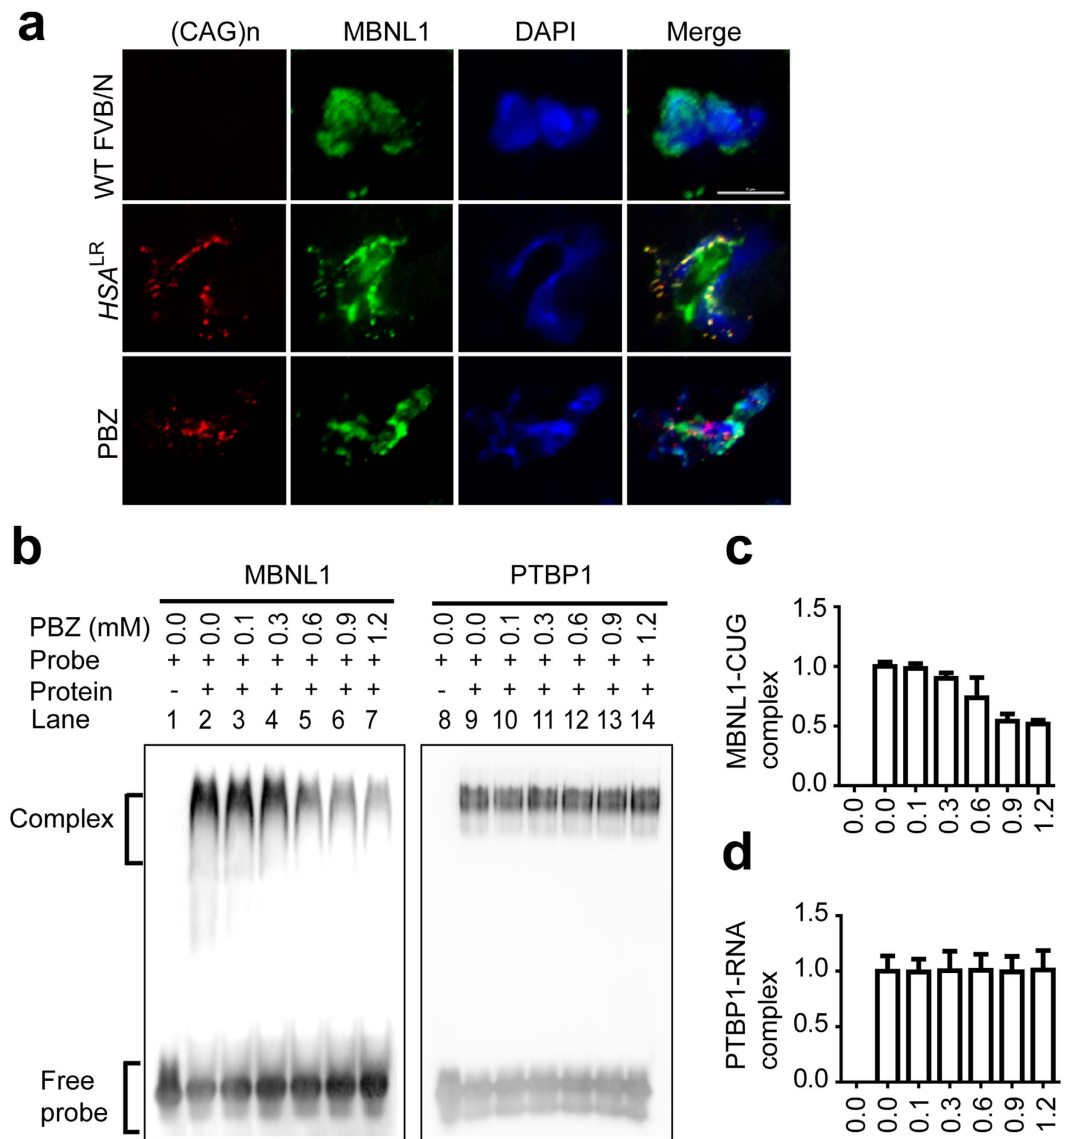 a
(CAG)n MBNL1 DAPI Merge
WT FVB/N
HSALR
PBZ
b
MBNL1 PTBP1
PBZ (mM) 0.0 0.0 0.1 0.3 0.6 0.9 1.2 0.0 0.0 0.1 0.3 0.6 0.9 1.2
Probe + + + + + + + + + + + + + +
Protein - + + + + + + - + + + + + +
Lane 1 2 3 4 5 6 7 8 9 10 11 12 13 14
Complex
Free
probe
c
MBNL1-CUG
complex
1.5
1.0
0.5
0.0
0.0 0.0 0.1 0.3 0.6 0.9 1.2
d
PTBP1-RNA
complex
1.5
1.0
0.5
0.0
0.0 0.0 0.1 0.3 0.6 0.9 1.2